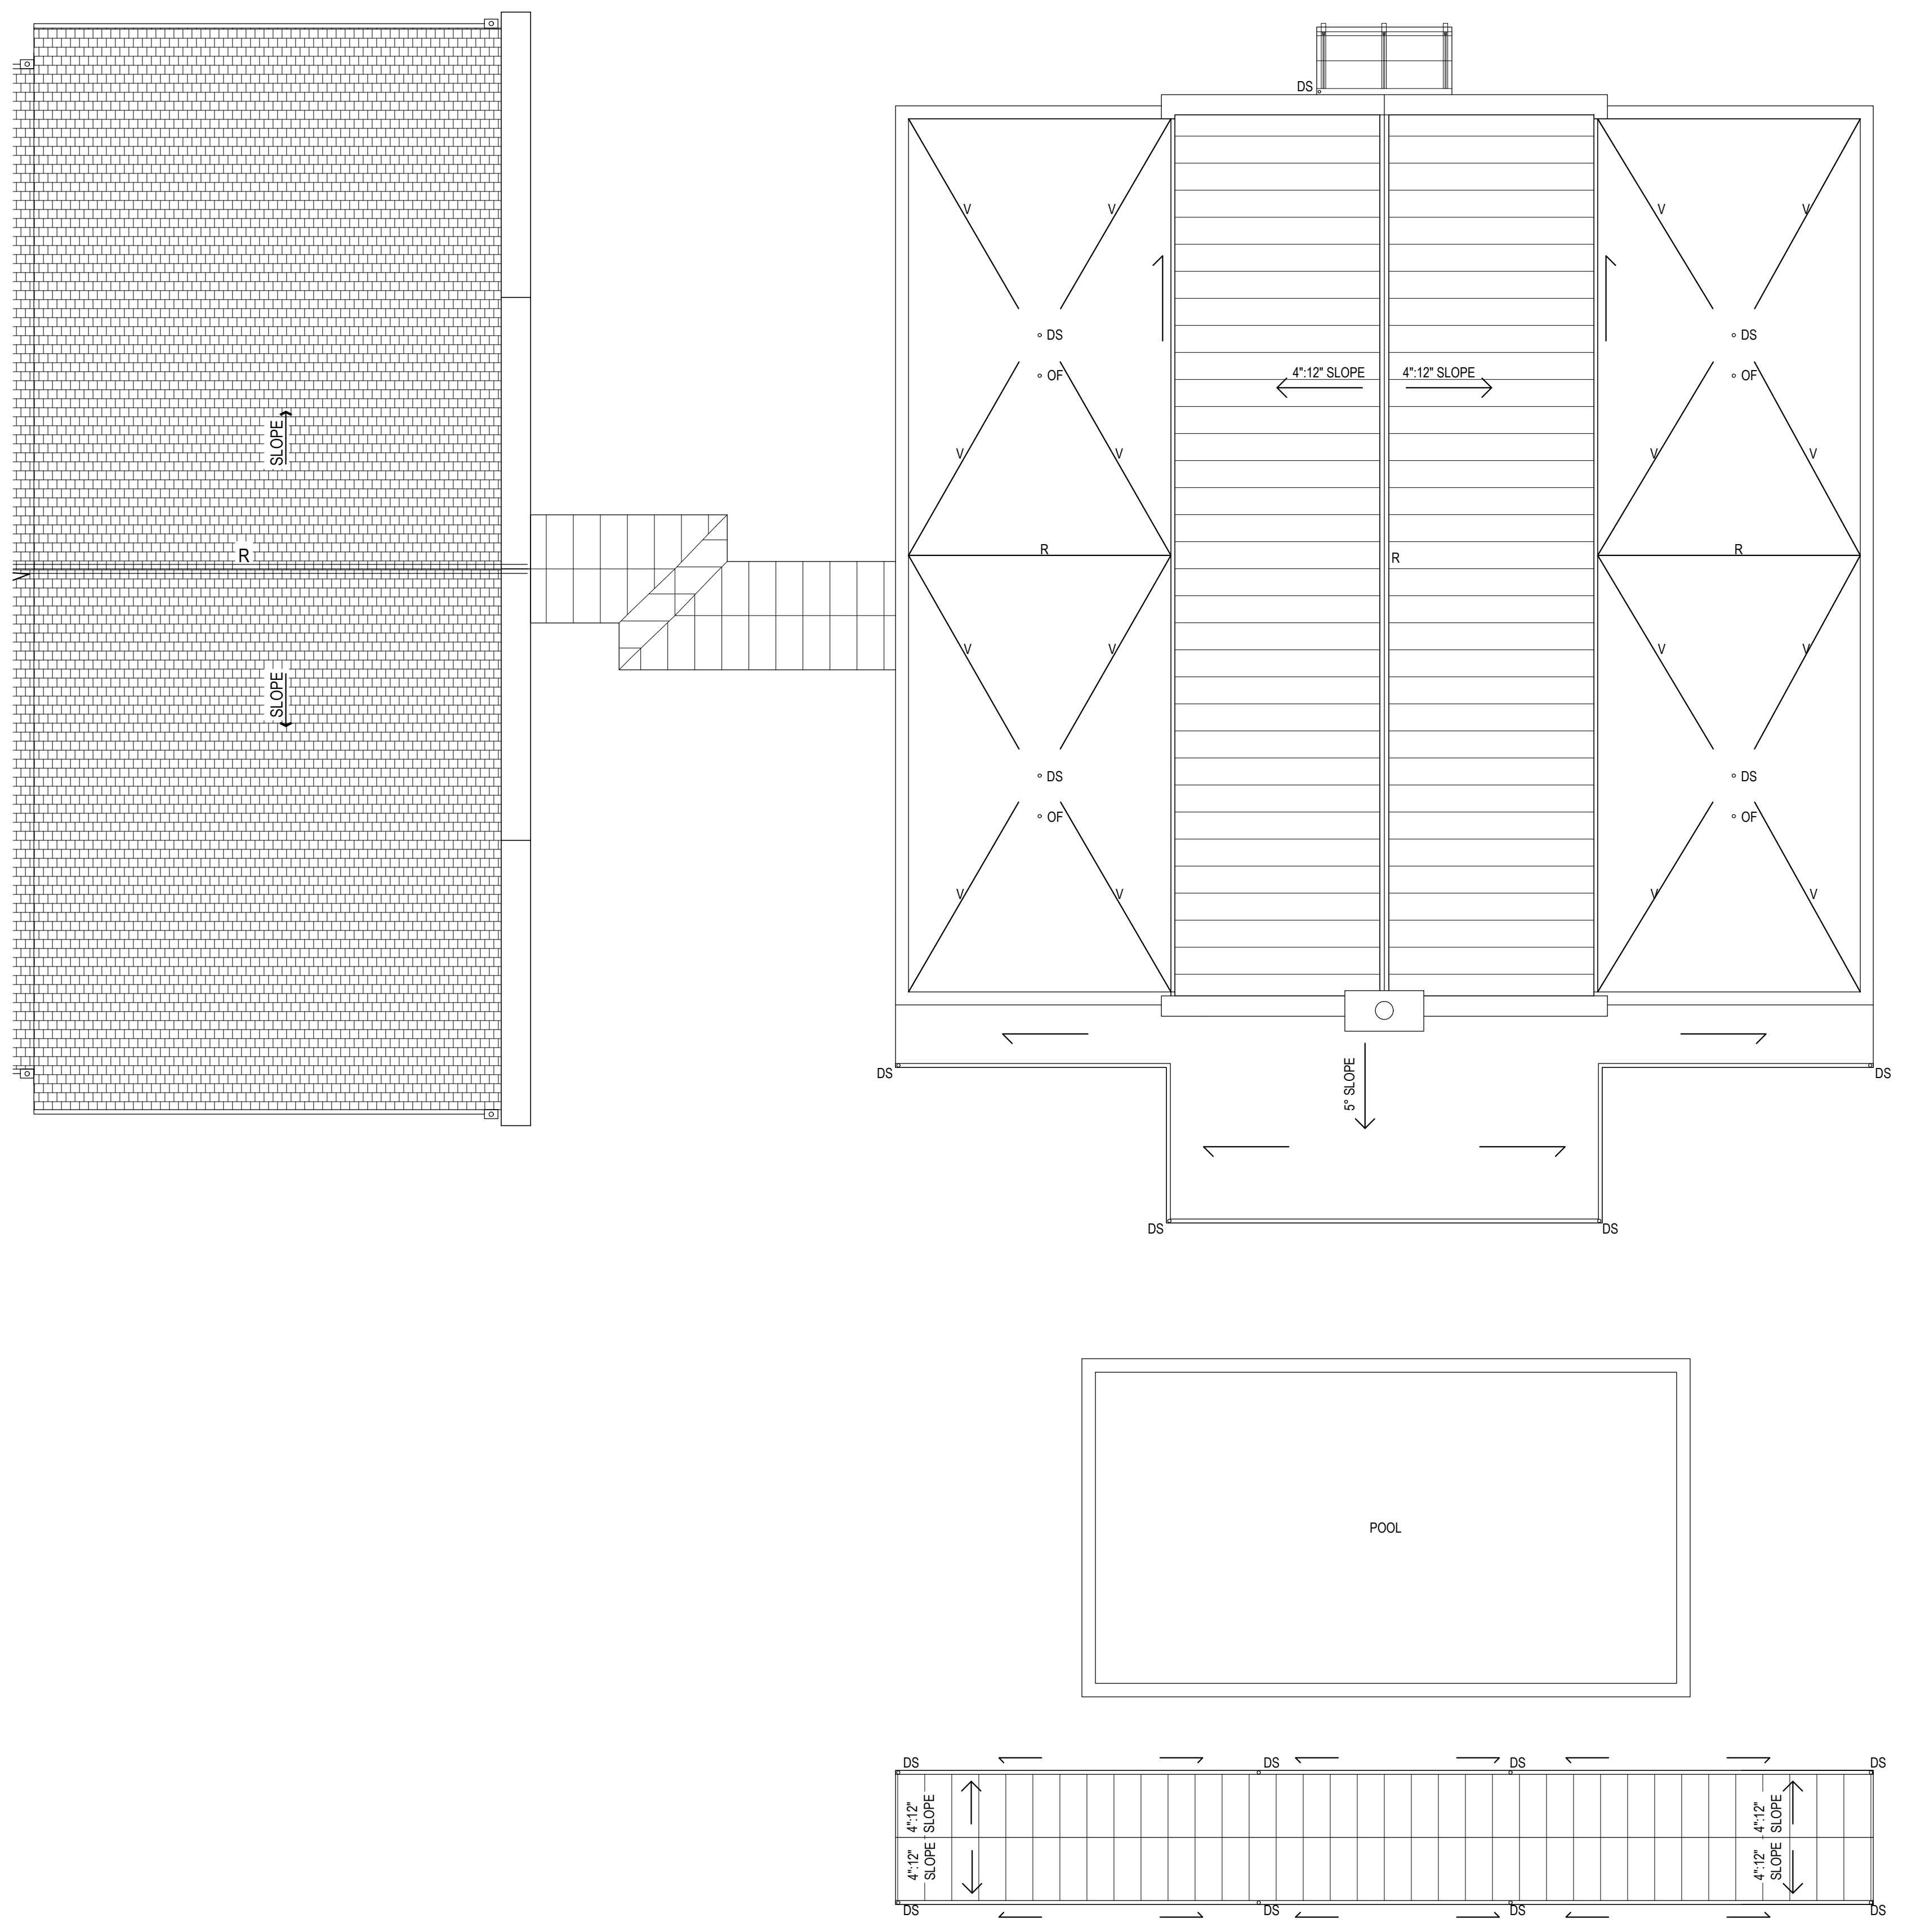 DS
V
V
V
V
DS
DS
OF
OF
4":12" SLOPE
4":12" SLOPE
SLOPE
V
V
V
V
R
R
R
R
R
V
V
V
V
SLOPE
DS
DS
OF
OF
V
V
V
V
DS
DS
5° SLOPE
DS
DS
POOL
DS
DS
DS
DS
4":12"
SLOPE
4":12"
SLOPE
4":12"
SLOPE
4":12"
SLOPE
DS
DS
DS
DS